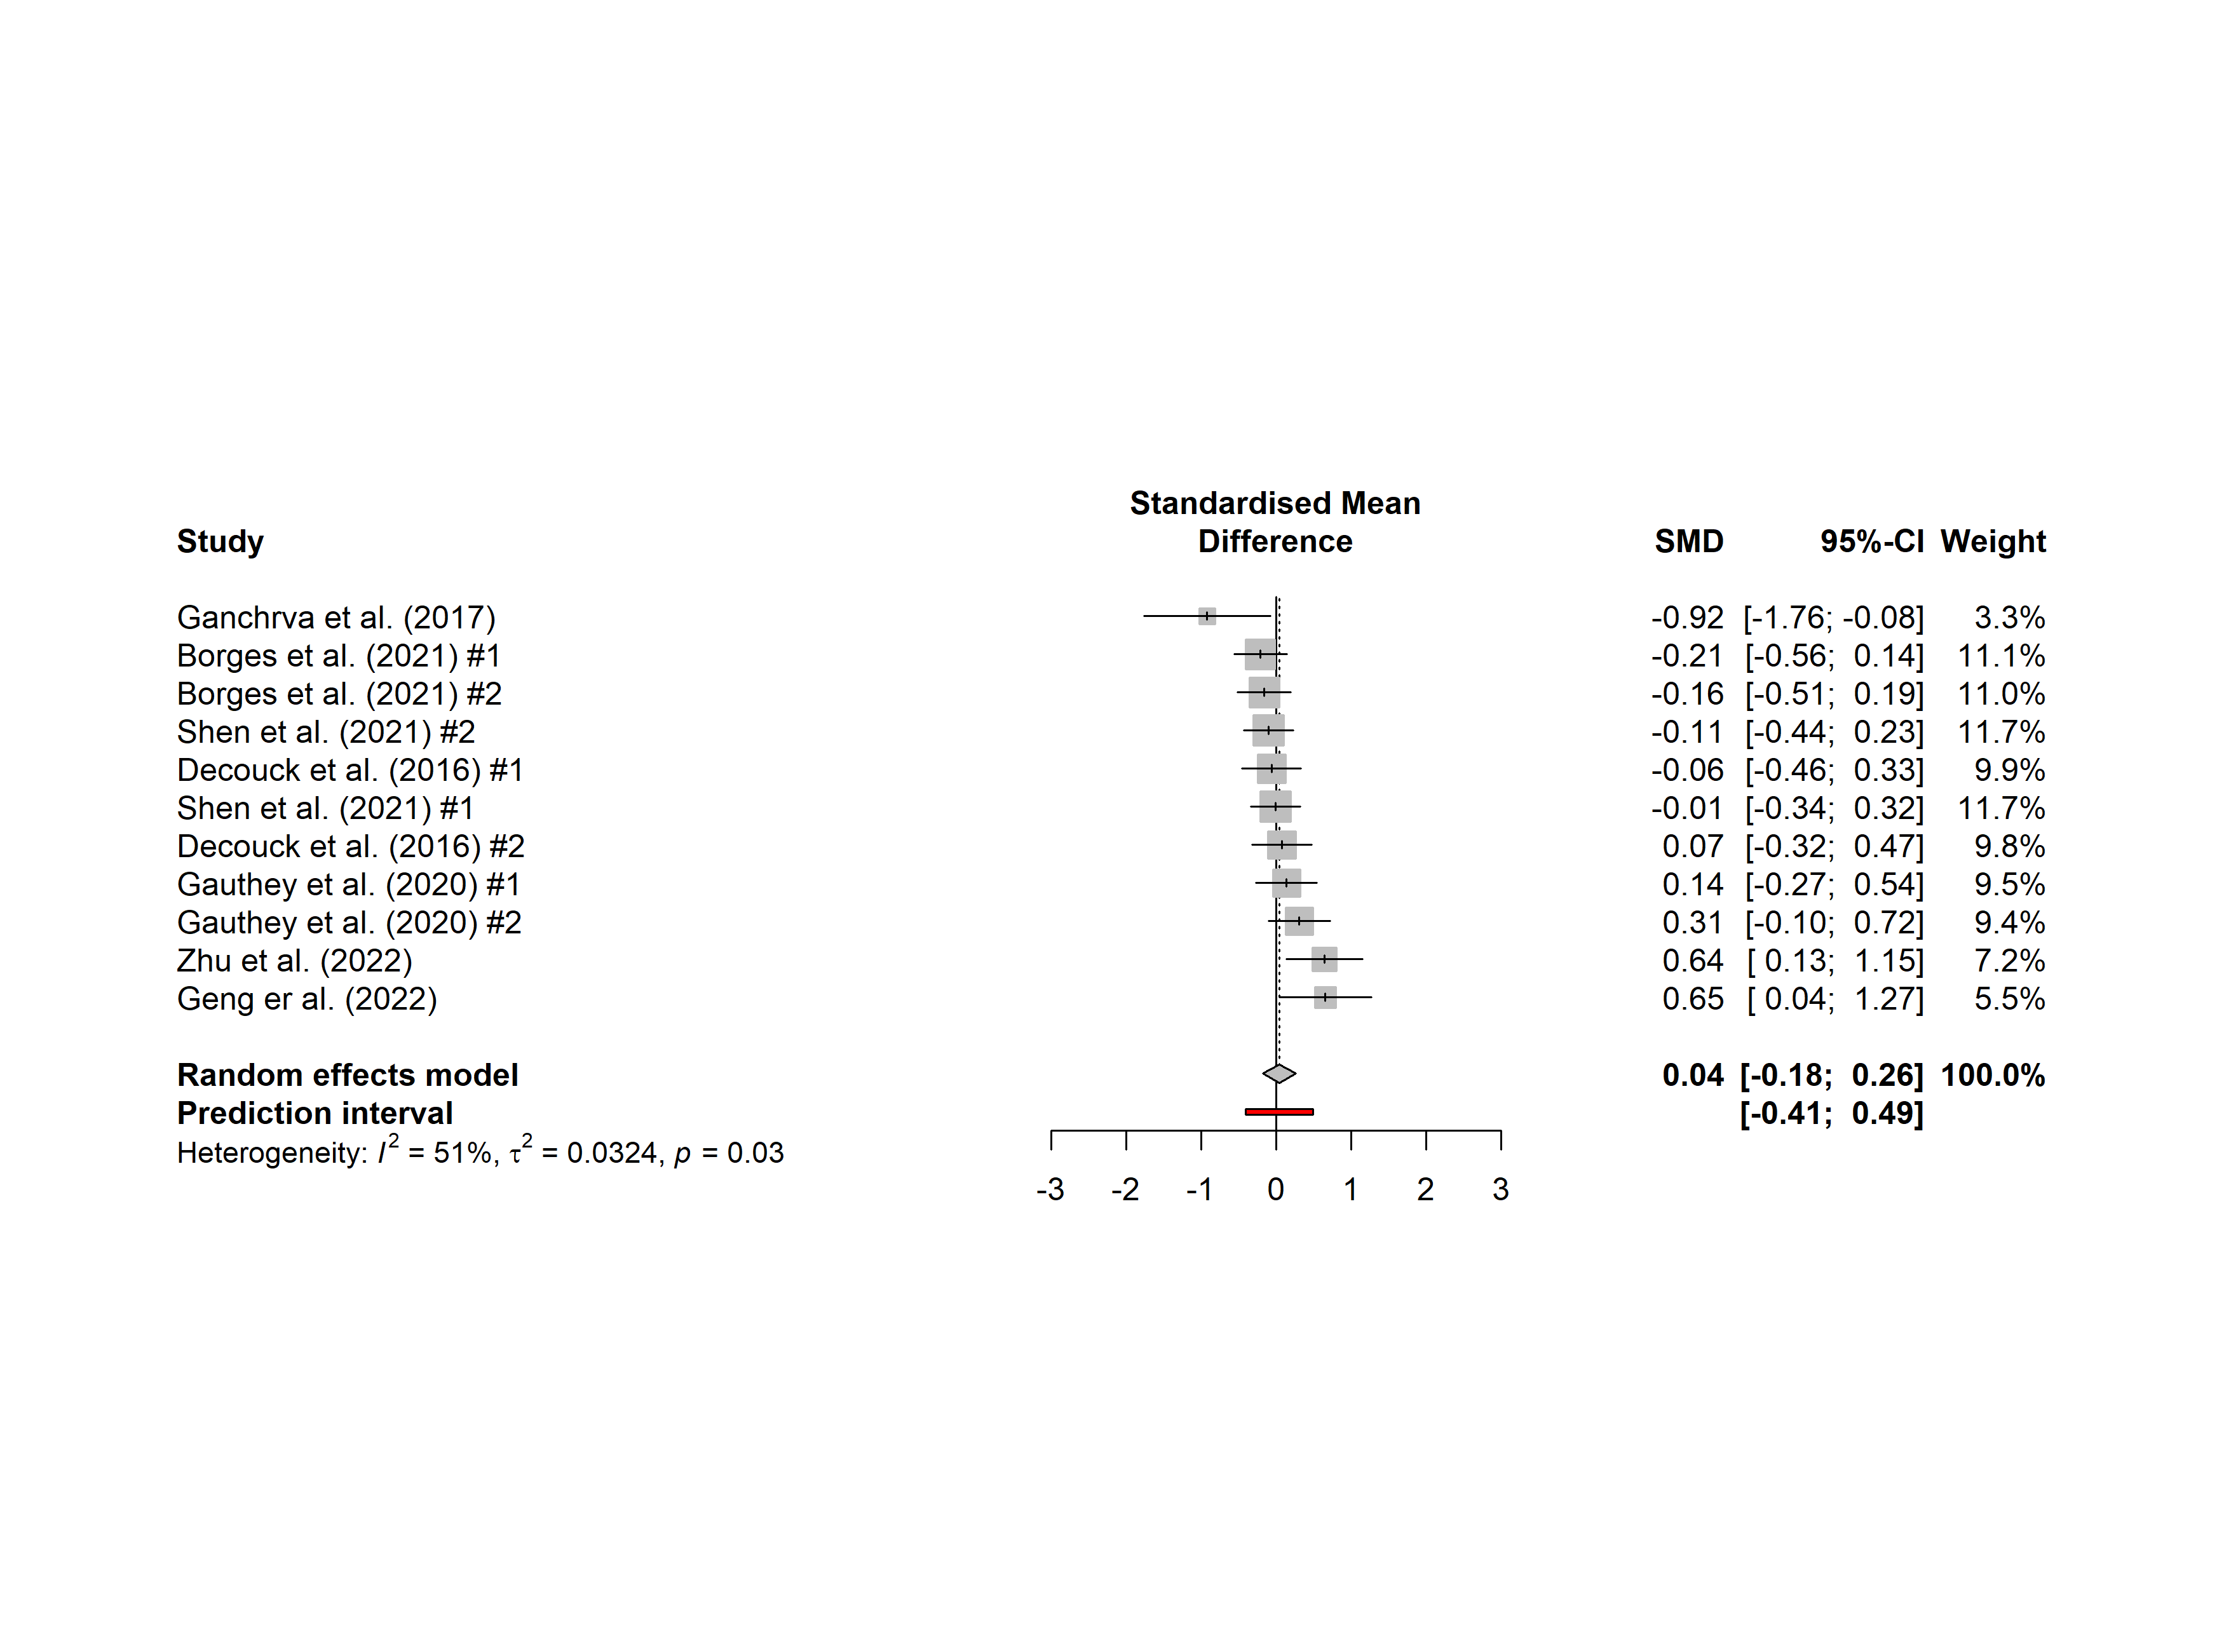 Standardised Mean
Study Difference SMD 95%-CI Weight
Ganchrva et al. (2017) -0.92 [-1.76; -0.08] 3.3%
Borges et al. (2021) #1 -0.21 [-0.56; 0.14] 11.1%
Borges et al. (2021) #2 -0.16 [-0.51; 0.19] 11.0%
Shen et al. (2021) #2 -0.11 [-0.44; 0.23] 11.7%
Decouck et al. (2016) #1 -0.06 [-0.46; 0.33] 9.9%
Shen et al. (2021) #1 -0.01 [-0.34; 0.32] 11.7%
Decouck et al. (2016) #2 0.07 [-0.32; 0.47] 9.8%
Gauthey et al. (2020) #1 0.14 [-0.27; 0.54] 9.5%
Gauthey et al. (2020) #2 0.31 [-0.10; 0.72] 9.4%
Zhu et al. (2022) 0.64 [ 0.13; 1.15] 7.2%
Geng er al. (2022) 0.65 [ 0.04; 1.27] 5.5%
Random effects model 0.04 [-0.18; 0.26] 100.0%
Prediction interval [-0.41; 0.49]
Heterogeneity: I² = 51%, τ² = 0.0324, p = 0.03
-3 -2 -1 0 1 2 3